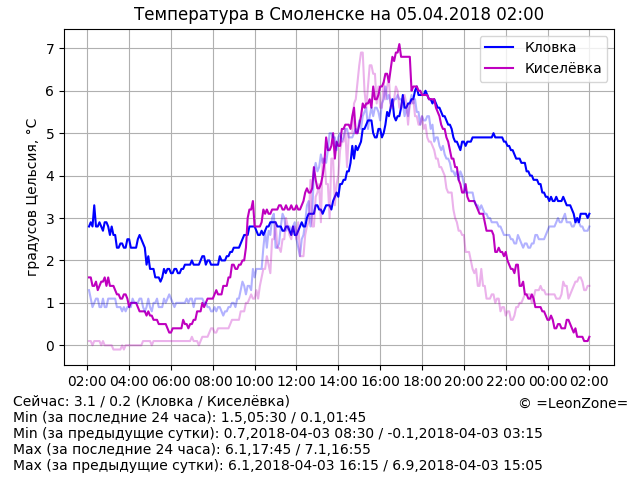 Температура в Смоленске на 05.04.2018 02:00
Кловка
Киселёвка
градусов Цельсия, °C
7
6
5
4
3
2
1
0
02:00 04:00 06:00 08:00 10:00 12:00 14:00 16:00 18:00 20:00 22:00 00:00 02:00
Сейчас: 3.1 / 0.2 (Кловка / Киселёвка)
© =LeonZone=
Min (за последние 24 часа): 1.5,05:30 / 0.1,01:45
Min (за предыдущие сутки): 0.7,2018-04-03 08:30 / -0.1,2018-04-03 03:15
Max (за последние 24 часа): 6.1,17:45 / 7.1,16:55
Max (за предыдущие сутки): 6.1,2018-04-03 16:15 / 6.9,2018-04-03 15:05